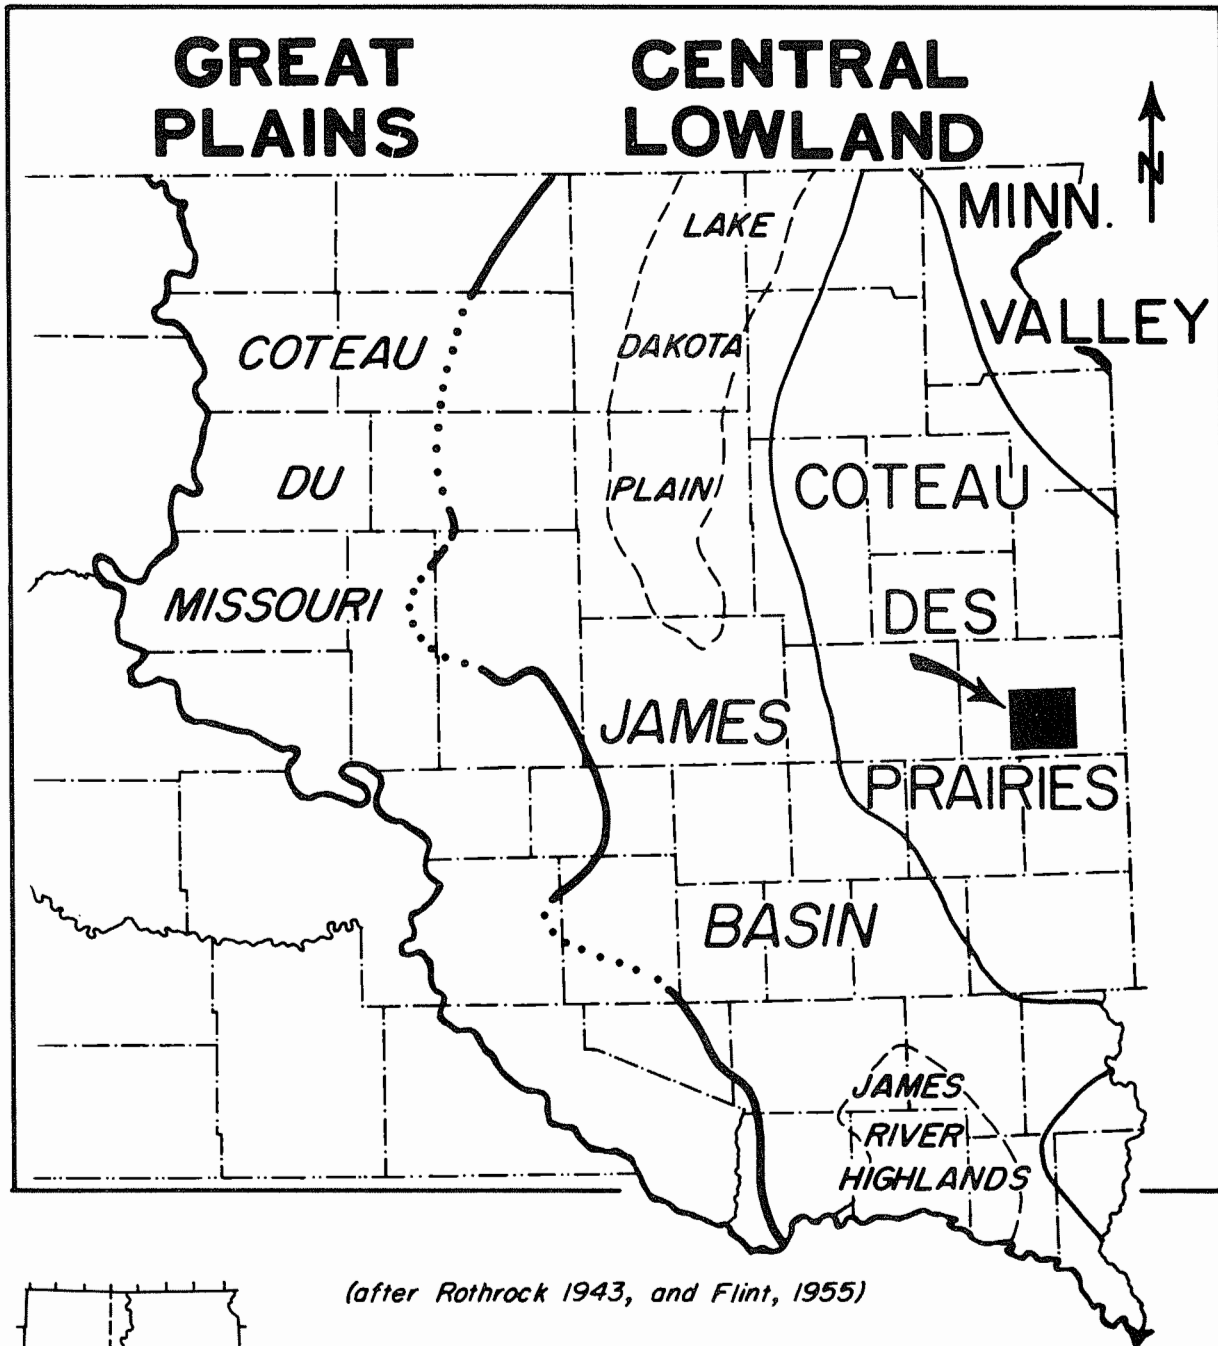 GREAT
PLAINS
CENTRAL
LOWLAND
N
MINN.
VALLEY
LAKE
DAKOTA
PLAIN
COTEAU
DU
MISSOURI
COTEAU
DES
PRAIRIES
JAMES
BASIN
JAMES
RIVER
HIGHLANDS
(after Rothrock 1943, and Flint, 1955)